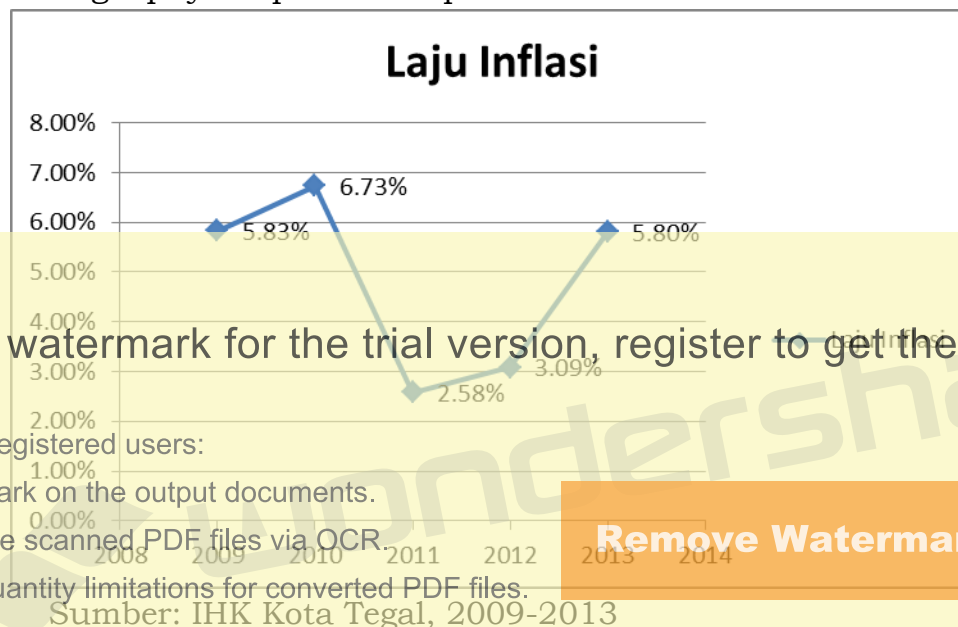 Laju Inflasi
8.00%
7.00%
6.73%
6.00%
5.83%
5.80%
5.00%
4.00%
watermark for the trial version, register to get the
Laju Inflasi
3.00%
3.09%
2.58%
2.00%
egistered users:
1.00%
ark on the output documents.
0.00%
e scanned PDF files via OCR.
Remove Watermar
2008 2009 2010 2011 2012 2013 2014
uantity limitations for converted PDF files.
Sumber: IHK Kota Tegal, 2009-2013
wondersha